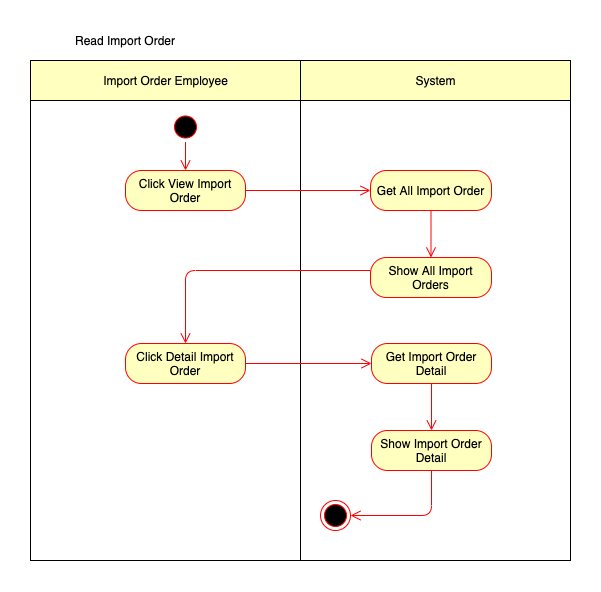 Read Import Order
Import Order Employee
System
Click View Import
Order
Get All Import Order
Show All Import
Orders
Click Detail Import
Order
Get Import Order
Detail
Show Import Order
Detail